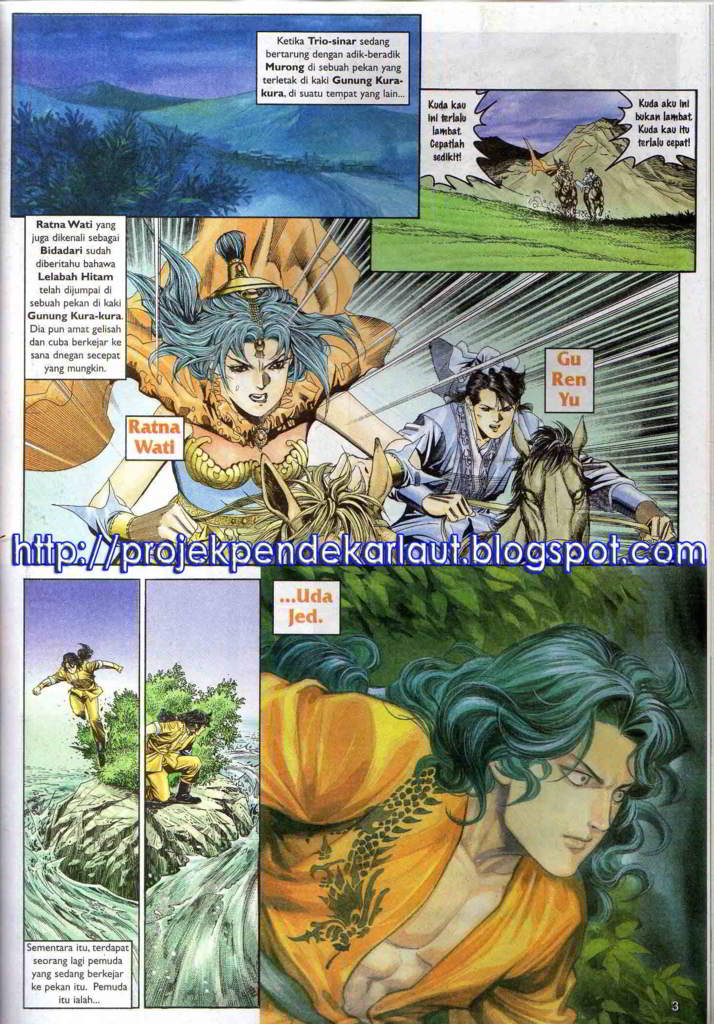 Ketika Trio-sinar sedang
bertarung dengan adik-beradik
Murong di sebuah pekan yang
terletak di kaki Gunung Kura-
kura, di suatu tempat yang lain...
Kuda kau
ini terlalu
lambat.
Cepatlah
sedikit!
Kuda aku ini
bukan lambat.
Kuda kau itu
terlalu cepat!
Ratna Wati yang
juga dikenali sebagai
Bidadari sudah
diberitahu bahawa
Lelabah Hitam
telah dijumpai di
sebuah pekan di kaki
Gunung Kura-kura.
Dia pun amat gelisah
dan cuba berkejar ke
sana dnegan secepat
yang mungkin.
Ratna
Wati
Gu
Ren
Yu
http://projekpendekarlaut.blogspot.com
Sementara itu, terdapat
seorang lagi pemuda
yang sedang berkejar
ke pekan itu. Pemuda
itu ialah...
...Uda
Jed.
3